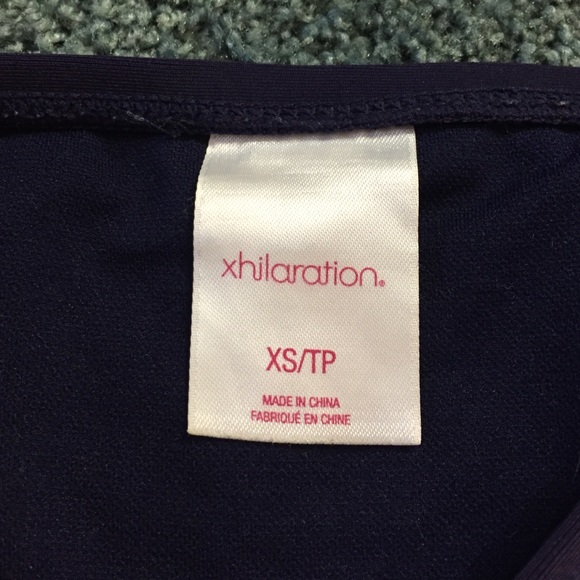 xhilaration®
XS/TP
MADE IN CHINA
FABRIQUÉ EN CHINE